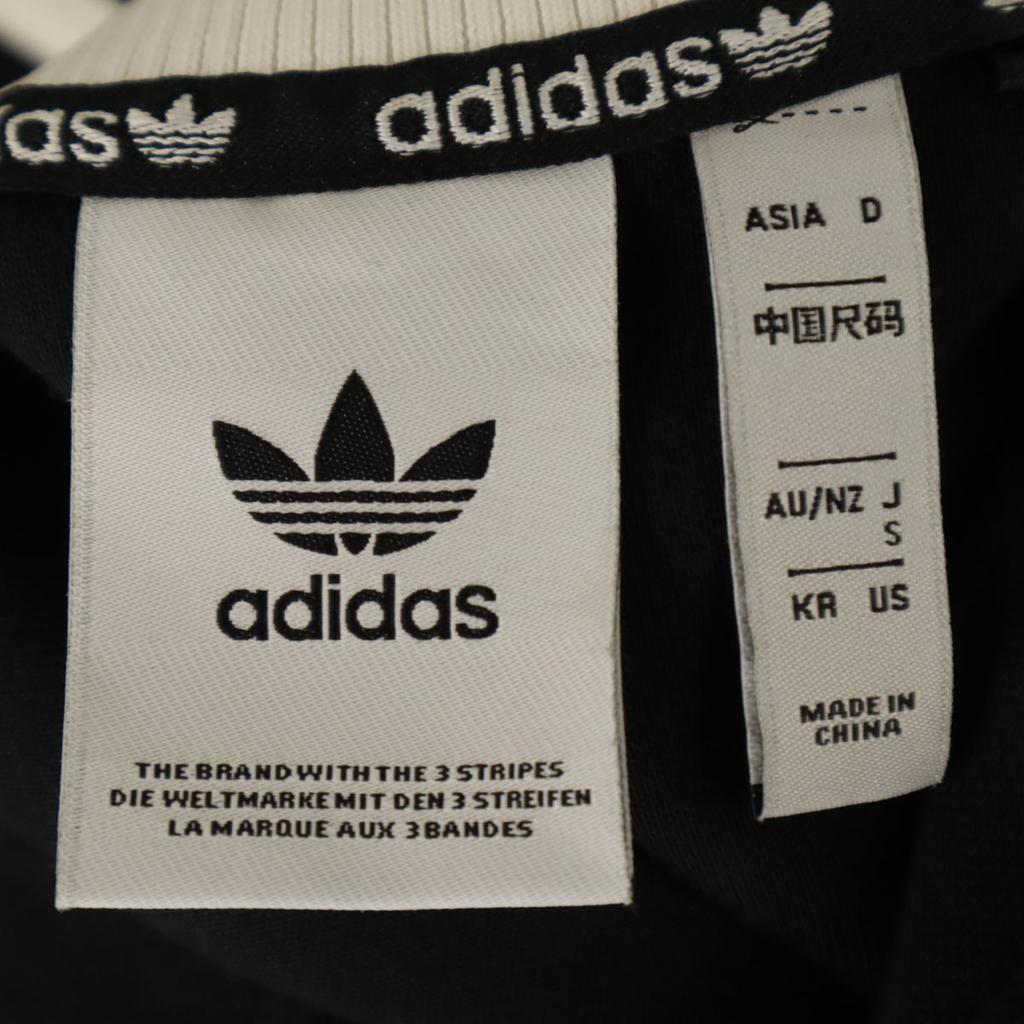 das
adidas
adidas
THE BRAND WITH THE 3 STRIPES
DIE WELTMARKE MIT DEN 3 STREIFEN
LA MARQUE AUX 3 BANDES
ASIA D
中国尺码
AU/NZ J
S
KR US
MADE IN
CHINA